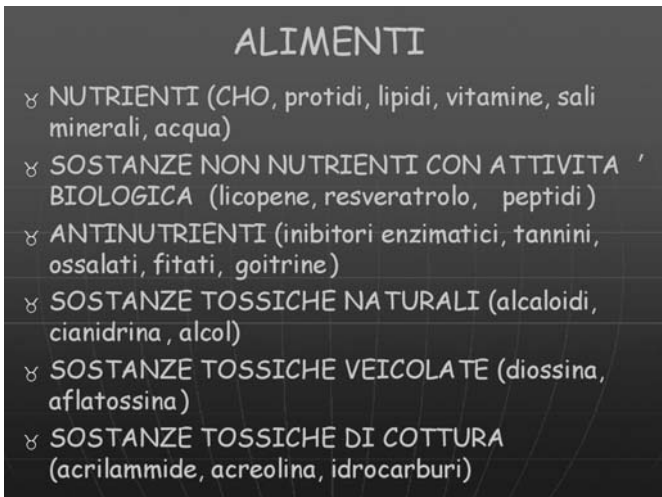 ALIMENTI
♉ NUTRIENTI (CHO, protidi, lipidi, vitamine, sali
minerali, acqua)
♉ SOSTANZE NON NUTRIENTI CON ATTIVITA '
BIOLOGICA (licopene, resveratrolo, peptidi)
♉ ANTINUTRIENTI (inibitori enzimatici, tannini,
ossalati, fitati, goitrine)
♉ SOSTANZE TOSSICHE NATURALI (alcaloidi,
cianidrina, alcol)
♉ SOSTANZE TOSSICHE VEICOLATE (diossina,
aflatossina)
♉ SOSTANZE TOSSICHE DI COTTURA
(acrilammide, acreolina, idrocarburi)